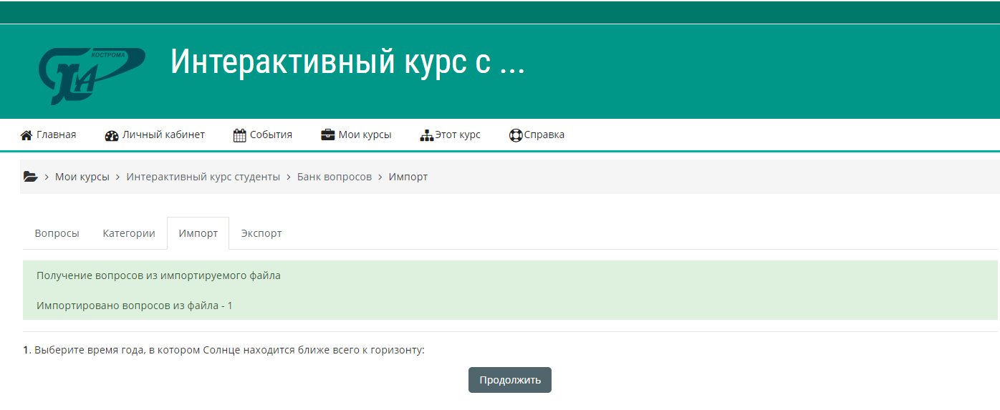 КОСТРОМА
Интерактивный курс с ...
Главная Личный кабинет События Мои курсы Этот курс Справка
> Мои курсы > Интерактивный курс студенты > Банк вопросов > Импорт
Вопросы Категории Импорт Экспорт
Получение вопросов из импортируемого файла
Импортировано вопросов из файла - 1
1. Выберите время года, в котором Солнце находится ближе всего к горизонту:
Продолжить